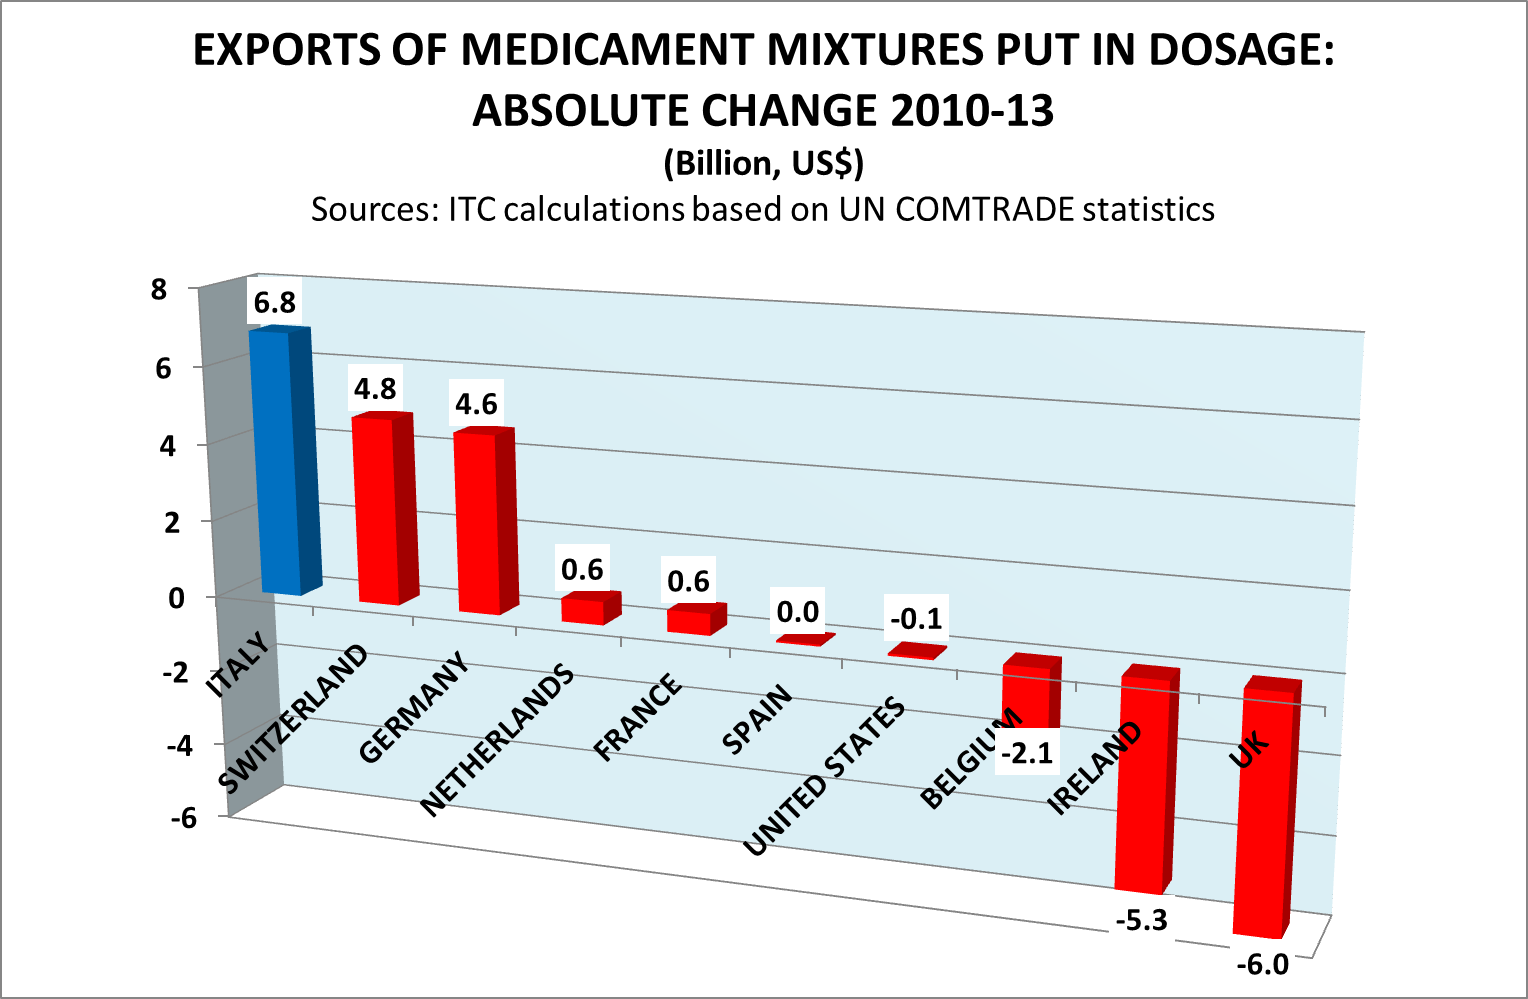 EXPORTS OF MEDICAMENT MIXTURES PUT IN DOSAGE:
ABSOLUTE CHANGE 2010-13
(Billion, US$)
Sources: ITC calculations based on UN COMTRADE statistics
8
6
4
2
0
-2
-4
-6
6.8
4.8
4.6
0.6
0.6
0.0
-0.1
-2.1
-5.3
-6.0
ITALY
SWITZERLAND
GERMANY
NETHERLANDS
FRANCE
SPAIN
UNITED STATES
BELGIUM
IRELAND
UK